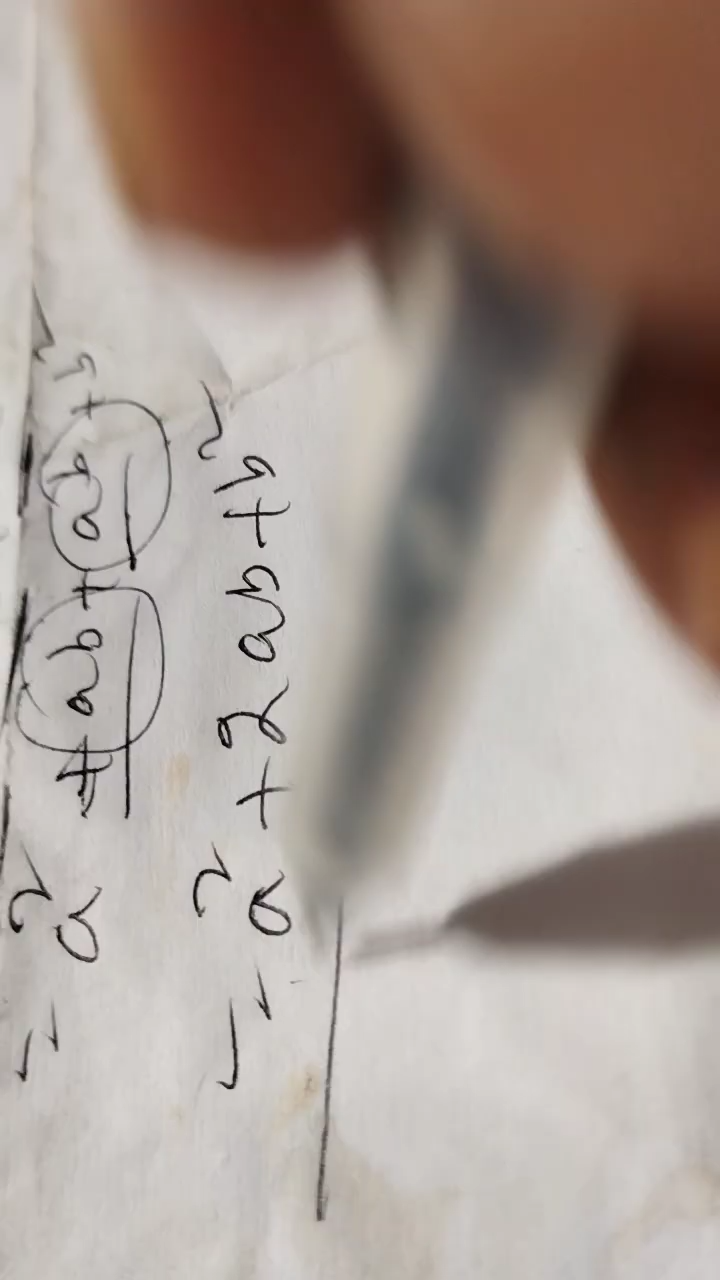 = a² + ab + ab + b²
= a² + 2ab + b²